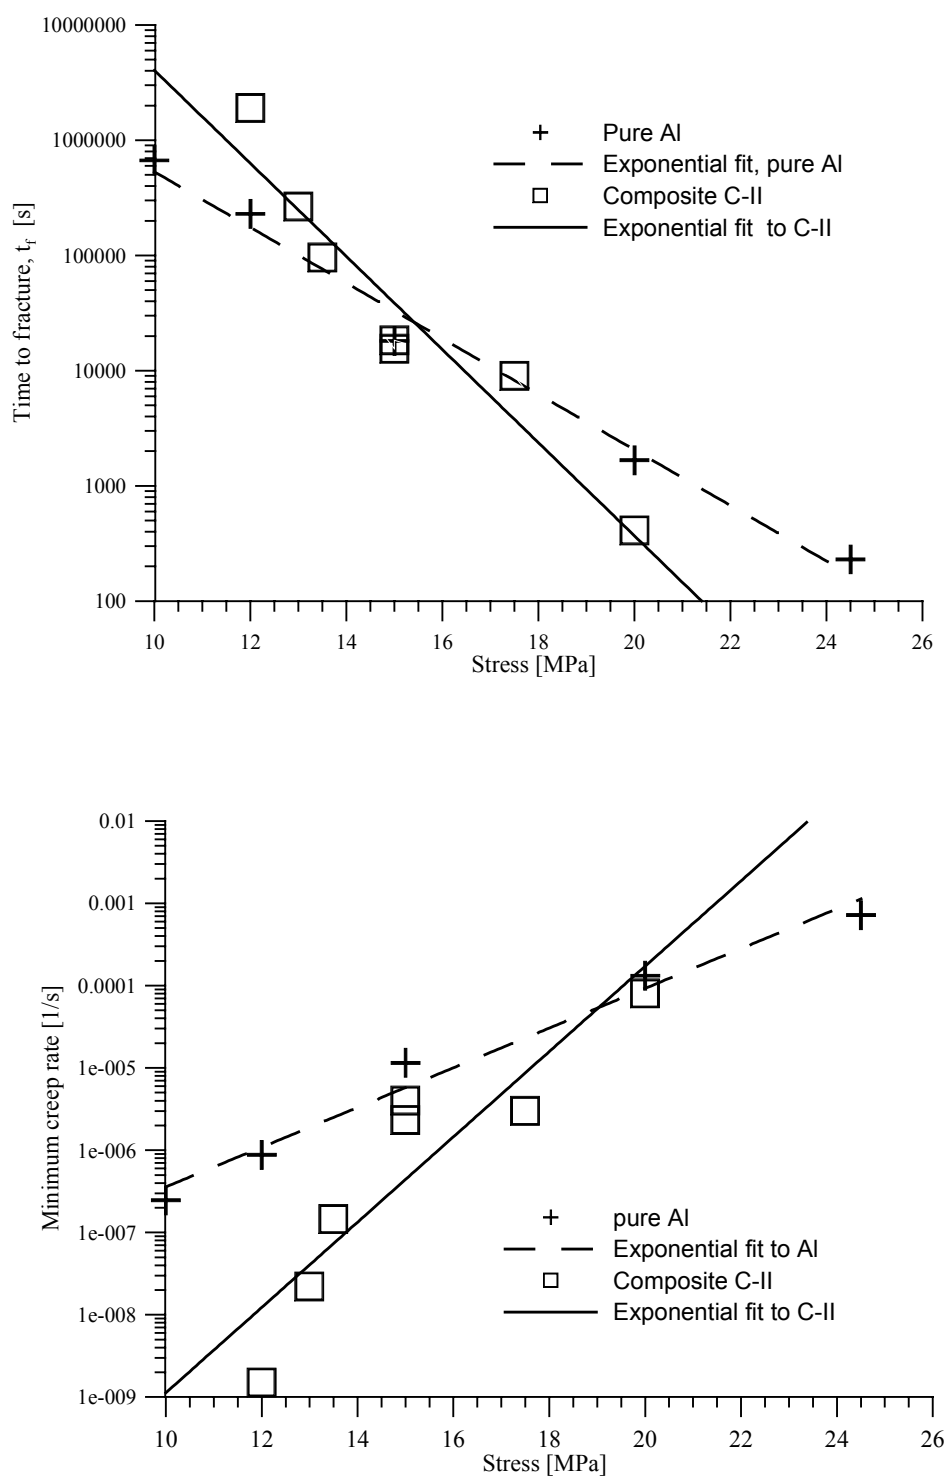 10000000
1000000
100000
10000
1000
100
Time to fracture, tf [s]
Pure Al
Exponential fit, pure Al
Composite C-II
Exponential fit to C-II
10 12 14 16 18 20 22 24 26
Stress [MPa]
0.01
0.001
0.0001
1e-005
1e-006
1e-007
1e-008
1e-009
Minimum creep rate [1/s]
pure Al
Exponential fit to Al
Composite C-II
Exponential fit to C-II
10 12 14 16 18 20 22 24 26
Stress [MPa]